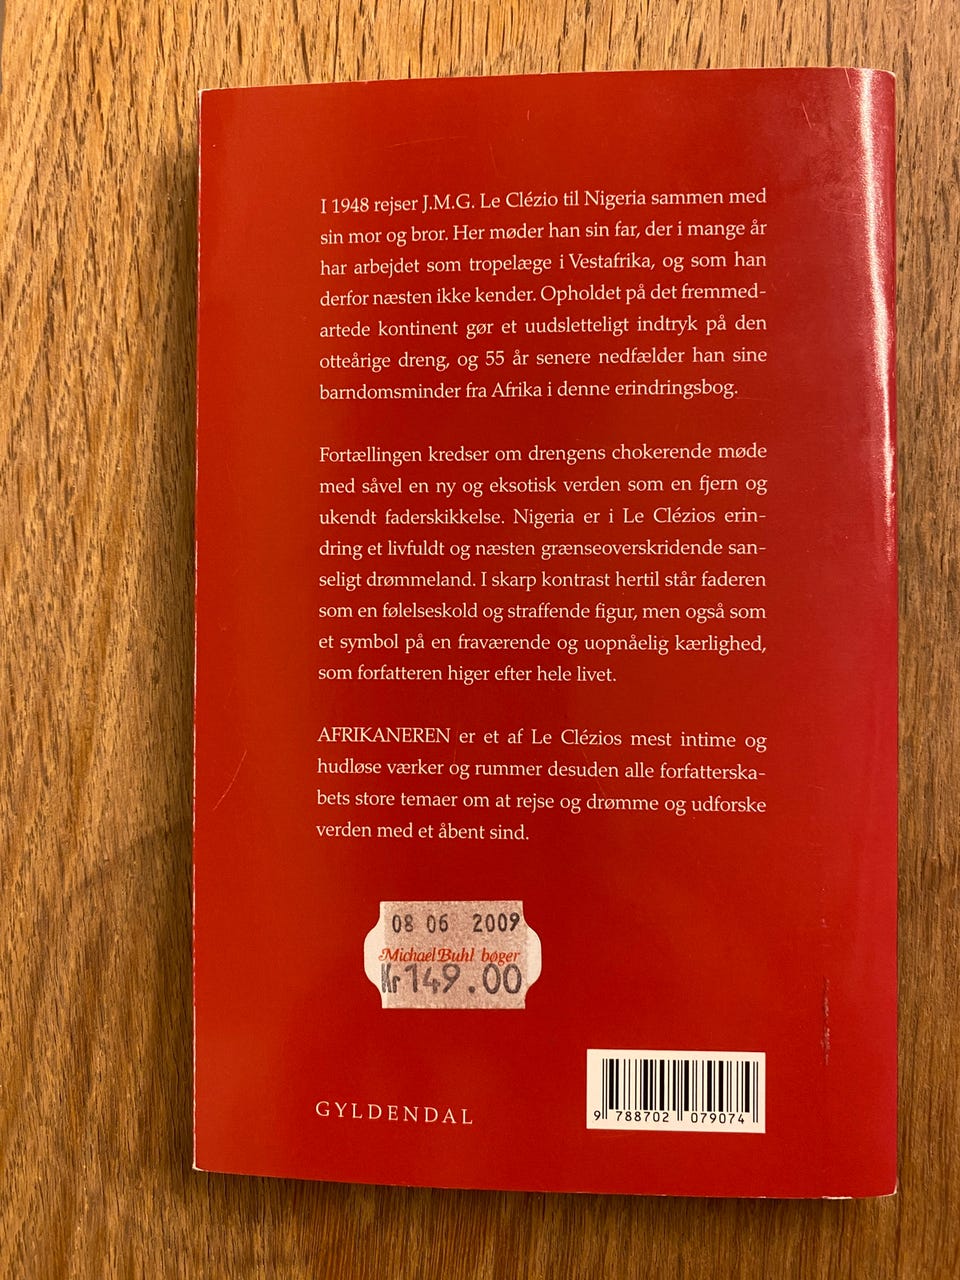 I 1948 rejser J.M.G. Le Clézio til Nigeria sammen med
sin mor og bror. Her møder han sin far, der i mange år
har arbejdet som tropelæge i Vestafrika, og som han
derfor næsten ikke kender. Opholdet på det fremmed-
artede kontinent gør et uudsletteligt indtryk på den
otteårige dreng, og 55 år senere nedfælder han sine
barndomsminder fra Afrika i denne erindringsbog.
Fortællingen kredser om drengens chokerende møde
med såvel en ny og eksotisk verden som en fjern og
ukendt faderskikkelse. Nigeria er i Le Clézios erin-
dring et livfuldt og næsten grænseoverskridende san-
seligt drømmeland. I skarp kontrast hertil står faderen
som en følelseskold og straffende figur, men også som
et symbol på en fraværende og uopnåelig kærlighed,
som forfatteren higer efter hele livet.
AFRIKANEREN er et af Le Clézios mest intime og
hudløse værker og rummer desuden alle forfatterska-
bets store temaer om at rejse og drømme og udforske
verden med et åbent sind.
08 06 2009
Michael Buhl bøger
Kr 149.00
GYLDENDAL
9 788702 079074